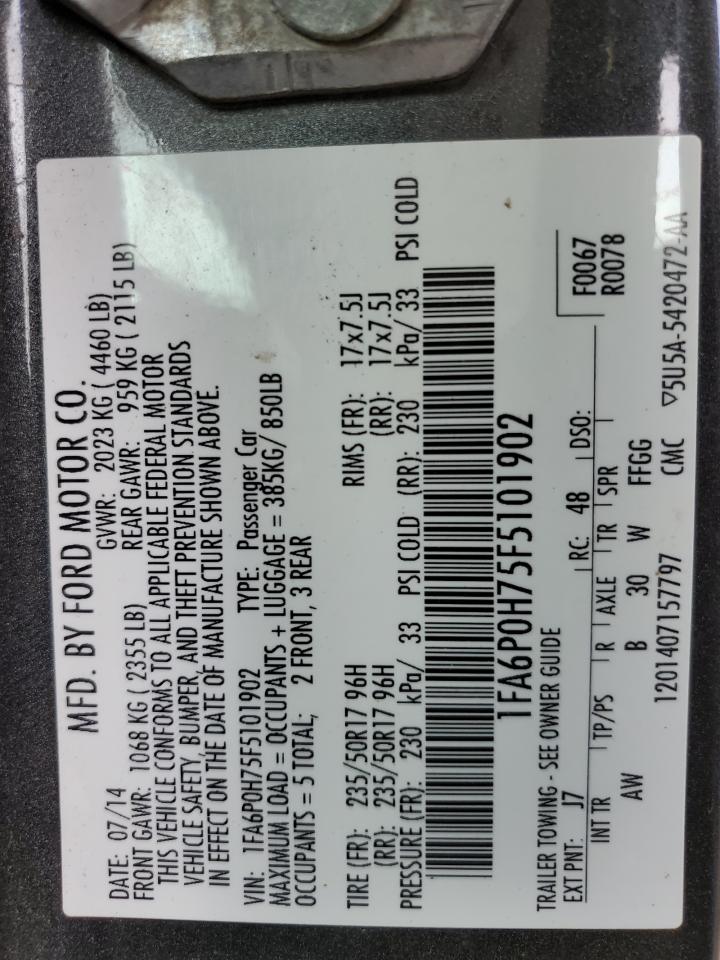 MFD. BY FORD MOTOR CO.
DATE: 07/14 GVWR: 2023 KG ( 4460 LB)
FRONT GAWR: 1068 KG ( 2355 LB) REAR GAWR: 959 KG ( 2115 LB)
THIS VEHICLE CONFORMS TO ALL APPLICABLE FEDERAL MOTOR
VEHICLE SAFETY, BUMPER, AND THEFT PREVENTION STANDARDS
IN EFFECT ON THE DATE OF MANUFACTURE SHOWN ABOVE.
VIN: 1FA6P0H75F5101902 TYPE: Passenger Car
MAXIMUM LOAD = OCCUPANTS + LUGGAGE = 385KG/ 850LB
OCCUPANTS = 5 TOTAL; 2 FRONT, 3 REAR
TIRE (FR): 235/50R17 96H RIMS (FR): 17x7.5J
(RR): 235/50R17 96H (RR): 17x7.5J
PRESSURE (FR): 230 kPa/ 33 PSI COLD (RR): 230 kPa/ 33 PSI COLD
1FA6P0H75F5101902
TRAILER TOWING - SEE OWNER GUIDE F0067
EXT PNT: J7 RC: 48 DSO: R0078
INT TR TP/PS R AXLE TR SPR
AW B 30 W FFGG
1201407157797 CMC ▽5U5A-5420472-AA